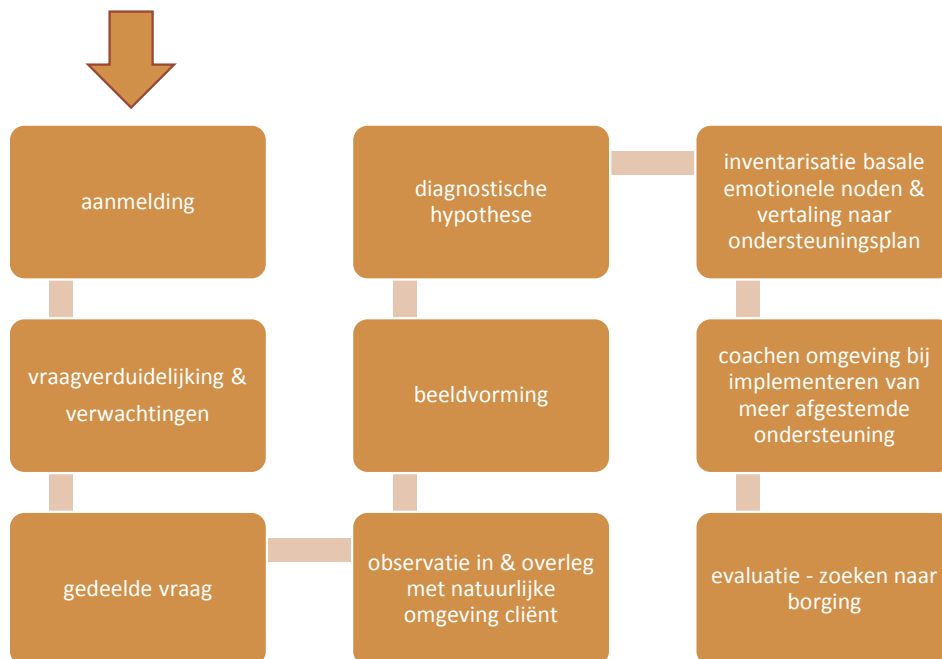 aanmelding
vraagverduidelijking &
verwachtingen
gedeelde vraag
observatie in & overleg
met natuurlijke
omgeving cliënt
beeldvorming
diagnostische
hypothese
inventarisatie basale
emotionele noden &
vertaling naar
ondersteuningsplan
coachen omgeving bij
implementeren van
meer afgestemde
ondersteuning
evaluatie - zoeken naar
borging